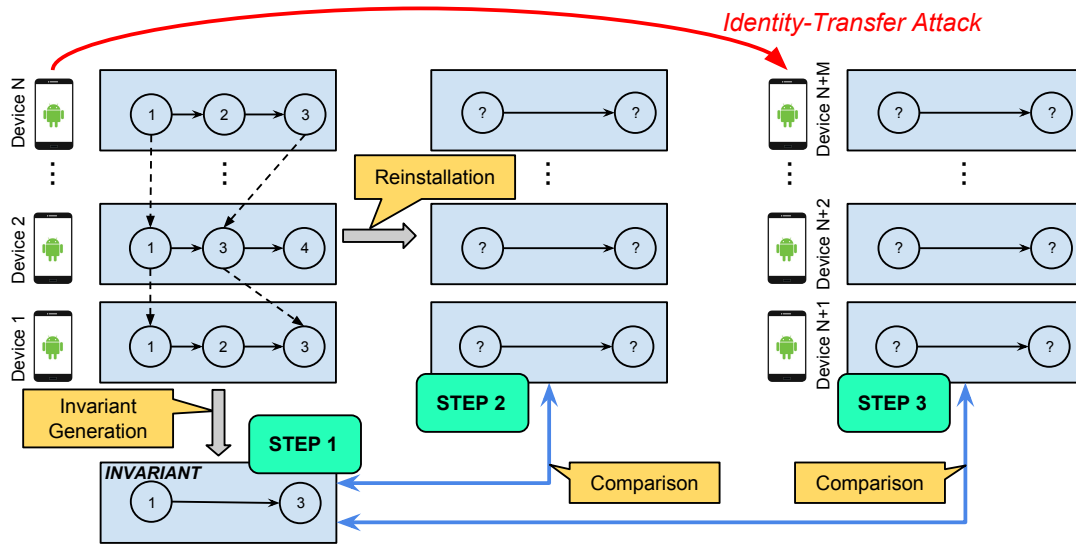 Identity-Transfer Attack
Device N
1
2
3
?
?
Device N+M
?
?
...
...
Reinstallation
...
...
Device 2
1
3
4
?
?
Device N+2
?
?
Device 1
1
2
3
?
?
Device N+1
?
?
Invariant
Generation
STEP 1
STEP 2
STEP 3
INVARIANT
1
3
Comparison
Comparison